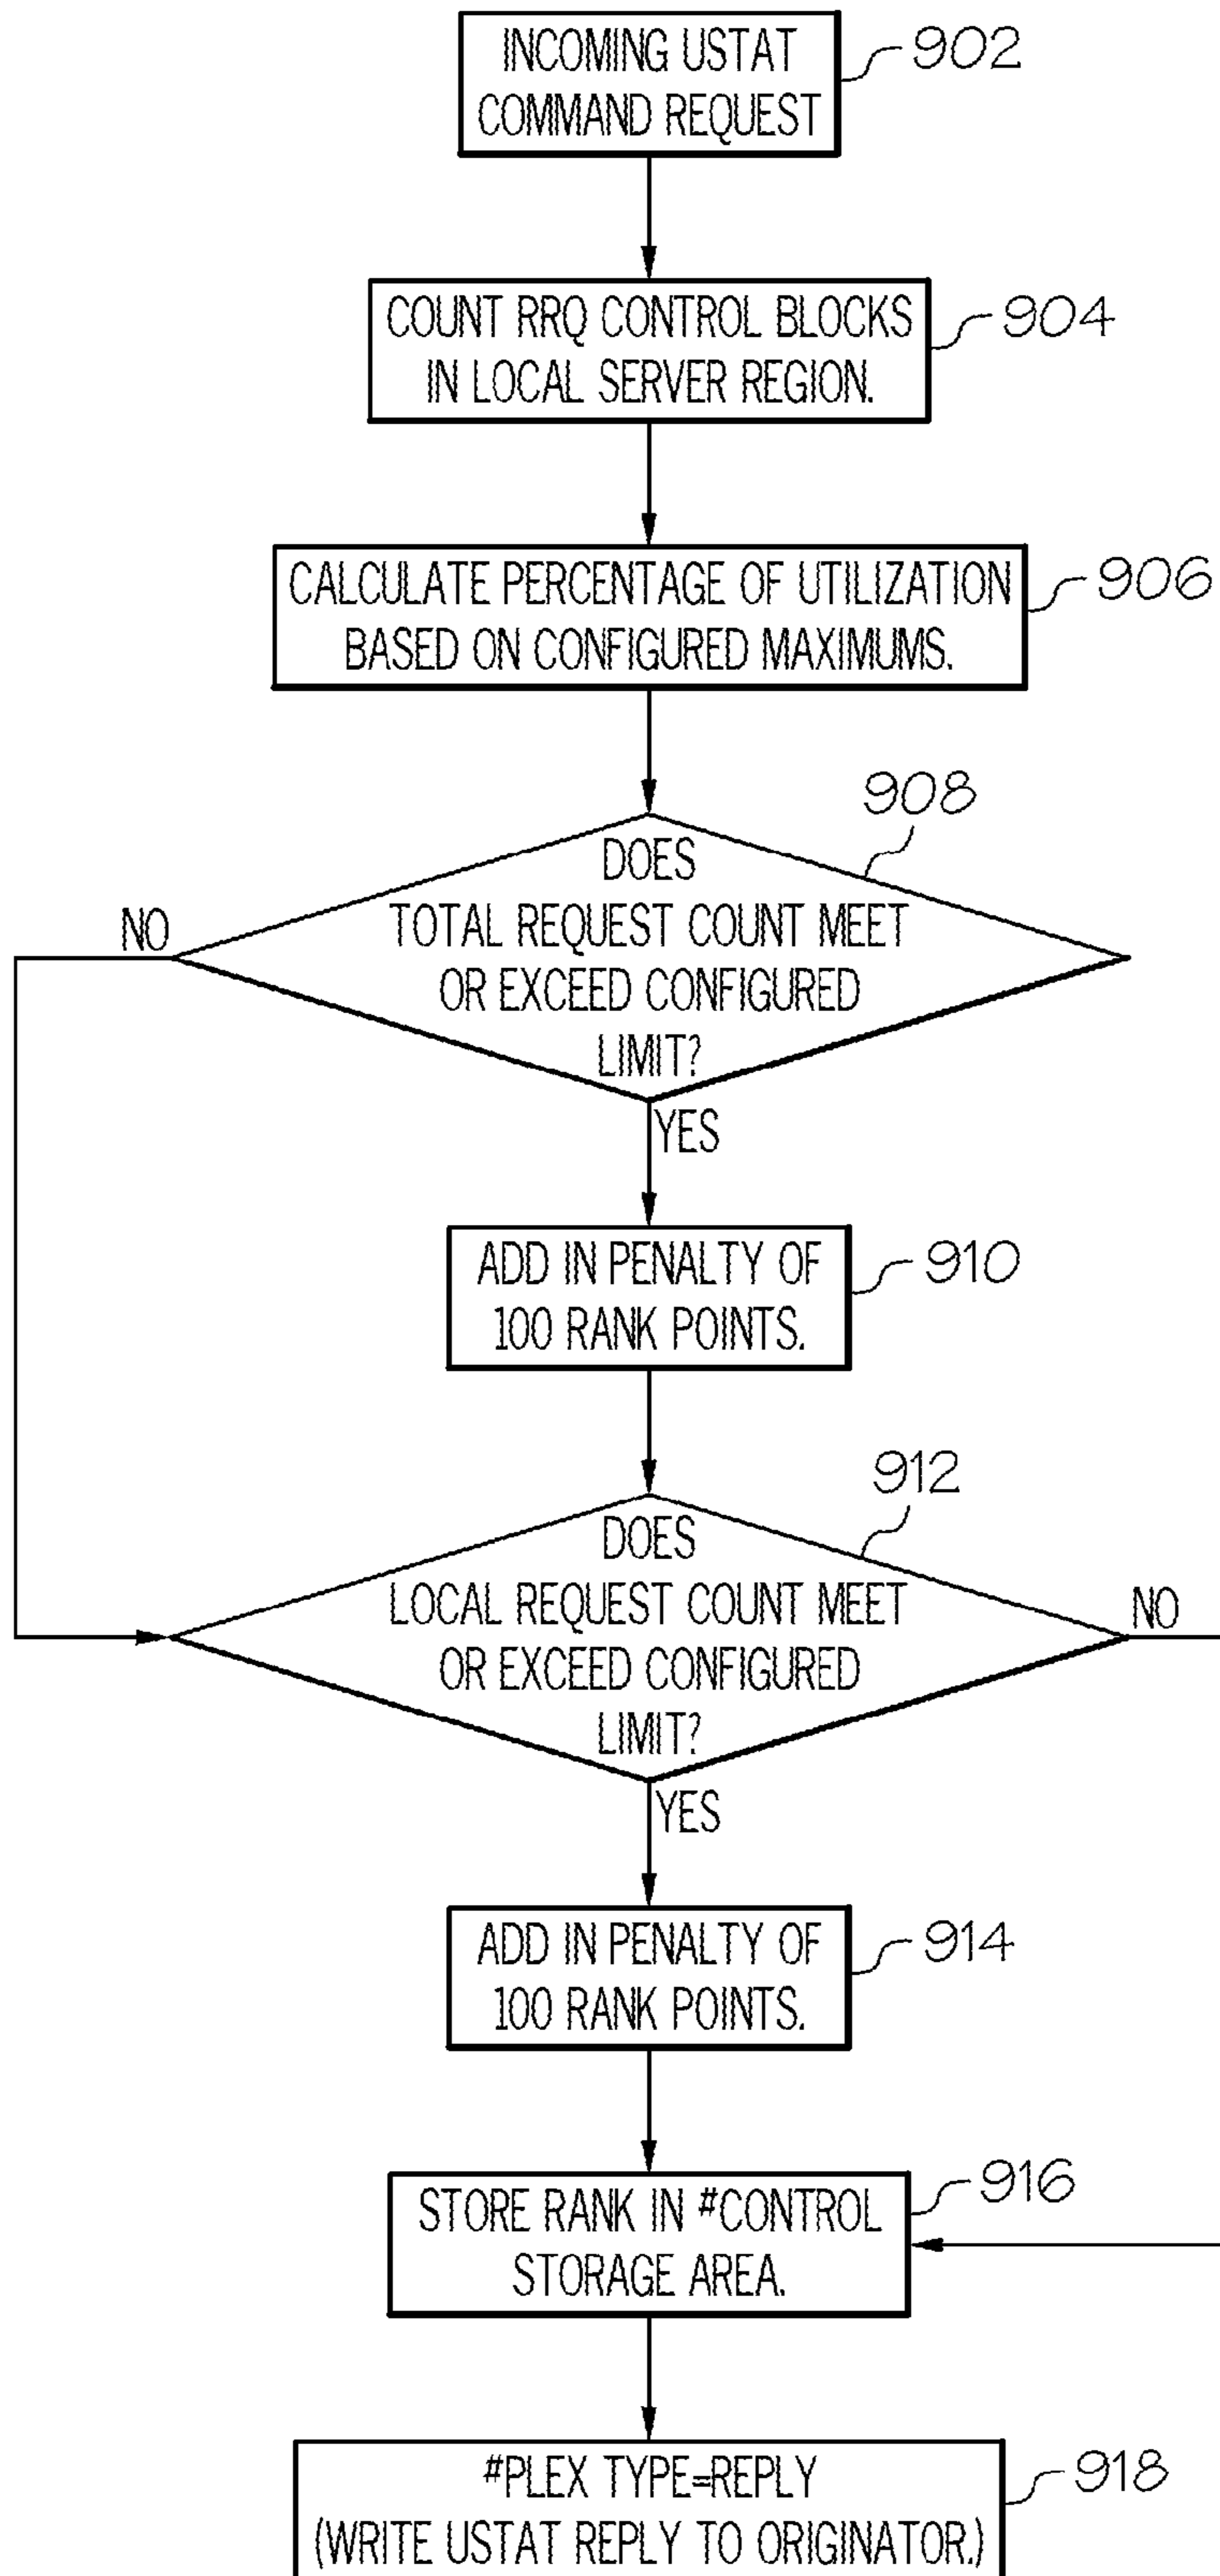 INCOMING USTAT
COMMAND REQUEST
902
COUNT RRQ CONTROL BLOCKS
IN LOCAL SERVER REGION.
904
CALCULATE PERCENTAGE OF UTILIZATION
BASED ON CONFIGURED MAXIMUMS.
906
908
DOES
TOTAL REQUEST COUNT MEET
OR EXCEED CONFIGURED
LIMIT?
NO
YES
ADD IN PENALTY OF
100 RANK POINTS.
910
912
DOES
LOCAL REQUEST COUNT MEET
OR EXCEED CONFIGURED
LIMIT?
NO
YES
ADD IN PENALTY OF
100 RANK POINTS.
914
STORE RANK IN #CONTROL
STORAGE AREA.
916
#PLEX TYPE=REPLY
(WRITE USTAT REPLY TO ORIGINATOR.)
918